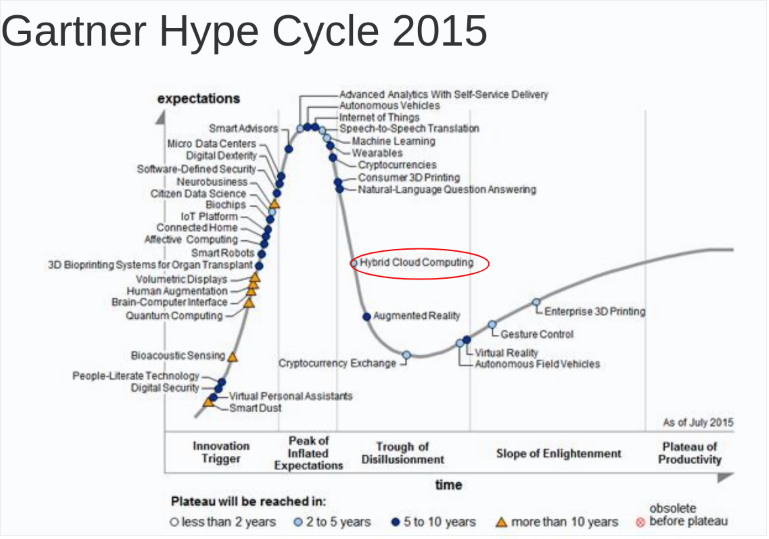 Gartner Hype Cycle 2015
expectations
Advanced Analytics With Self-Service Delivery
Autonomous Vehicles
Internet of Things
Smart Advisors
Speech-to-Speech Translation
Machine Learning
Micro Data Centers
Wearables
Digital Dexterity
Cryptocurrencies
Software-Defined Security
Consumer 3D Printing
Neurobusiness
Natural-Language Question Answering
Citizen Data Science
Biochips
IoT Platform
Connected Home
Affective Computing
Smart Robots
Hybrid Cloud Computing
3D Bioprinting Systems for Organ Transplant
Volumetric Displays
Human Augmentation
Brain-Computer Interface
Quantum Computing
Augmented Reality
Enterprise 3D Printing
Gesture Control
Bioacoustic Sensing
Virtual Reality
Cryptocurrency Exchange
Autonomous Field Vehicles
People-Literate Technology
Digital Security
Virtual Personal Assistants
Smart Dust
As of July 2015
Innovation Trigger
Peak of Inflated Expectations
Trough of Disillusionment
Slope of Enlightenment
Plateau of Productivity
time
Plateau will be reached in:
less than 2 years
2 to 5 years
5 to 10 years
more than 10 years
obsolete before plateau